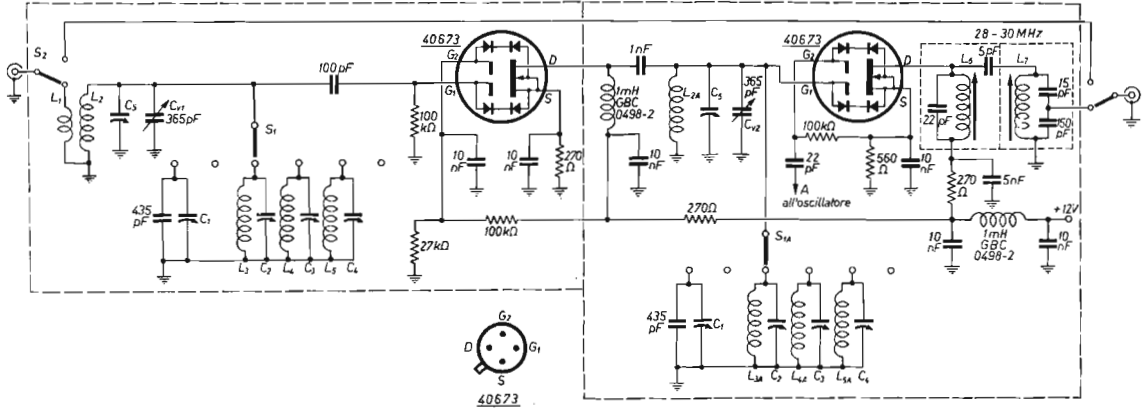 40673
G2
G1
D
S
1nF
40673
G2
G1
D
S
28-30MHz
5pF
L6
L7
S2
L1
L2
C5
Cv1
365pF
100pF
S1
100
kΩ
10
nF
10
nF
270
Ω
1mH
GBC
0498-2
10
nF
L2A
C5
365
pF
Cv2
100kΩ
22
pF
A
all'oscillatore
560
Ω
10
nF
22
pF
15
pF
150
pF
270
Ω
5nF
435
pF
C1
L3
C2
L4
C3
L5
C4
27kΩ
100kΩ
270Ω
S1A
+12V
10
nF
1mH
GBC
0498-2
10
nF
435
pF
C1
L3A
C2
L4A
C3
L5A
C4
G2
D
G1
S
40673